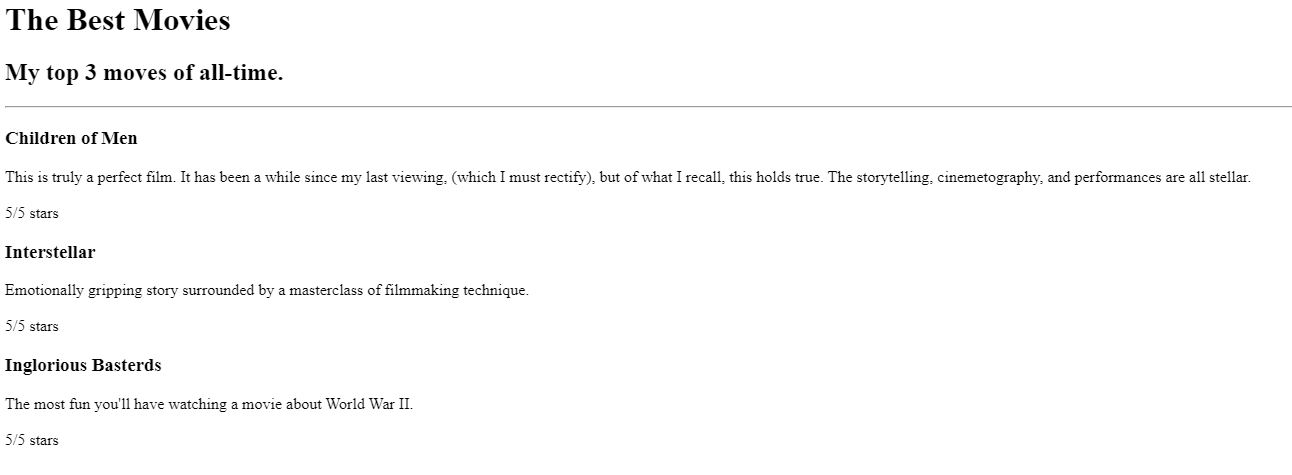 The Best Movies
My top 3 moves of all-time.
Children of Men
This is truly a perfect film. It has been a while since my last viewing, (which I must rectify), but of what I recall, this holds true. The storytelling, cinemetography, and performances are all stellar.
5/5 stars
Interstellar
Emotionally gripping story surrounded by a masterclass of filmmaking technique.
5/5 stars
Inglorious Basterds
The most fun you'll have watching a movie about World War II.
5/5 stars